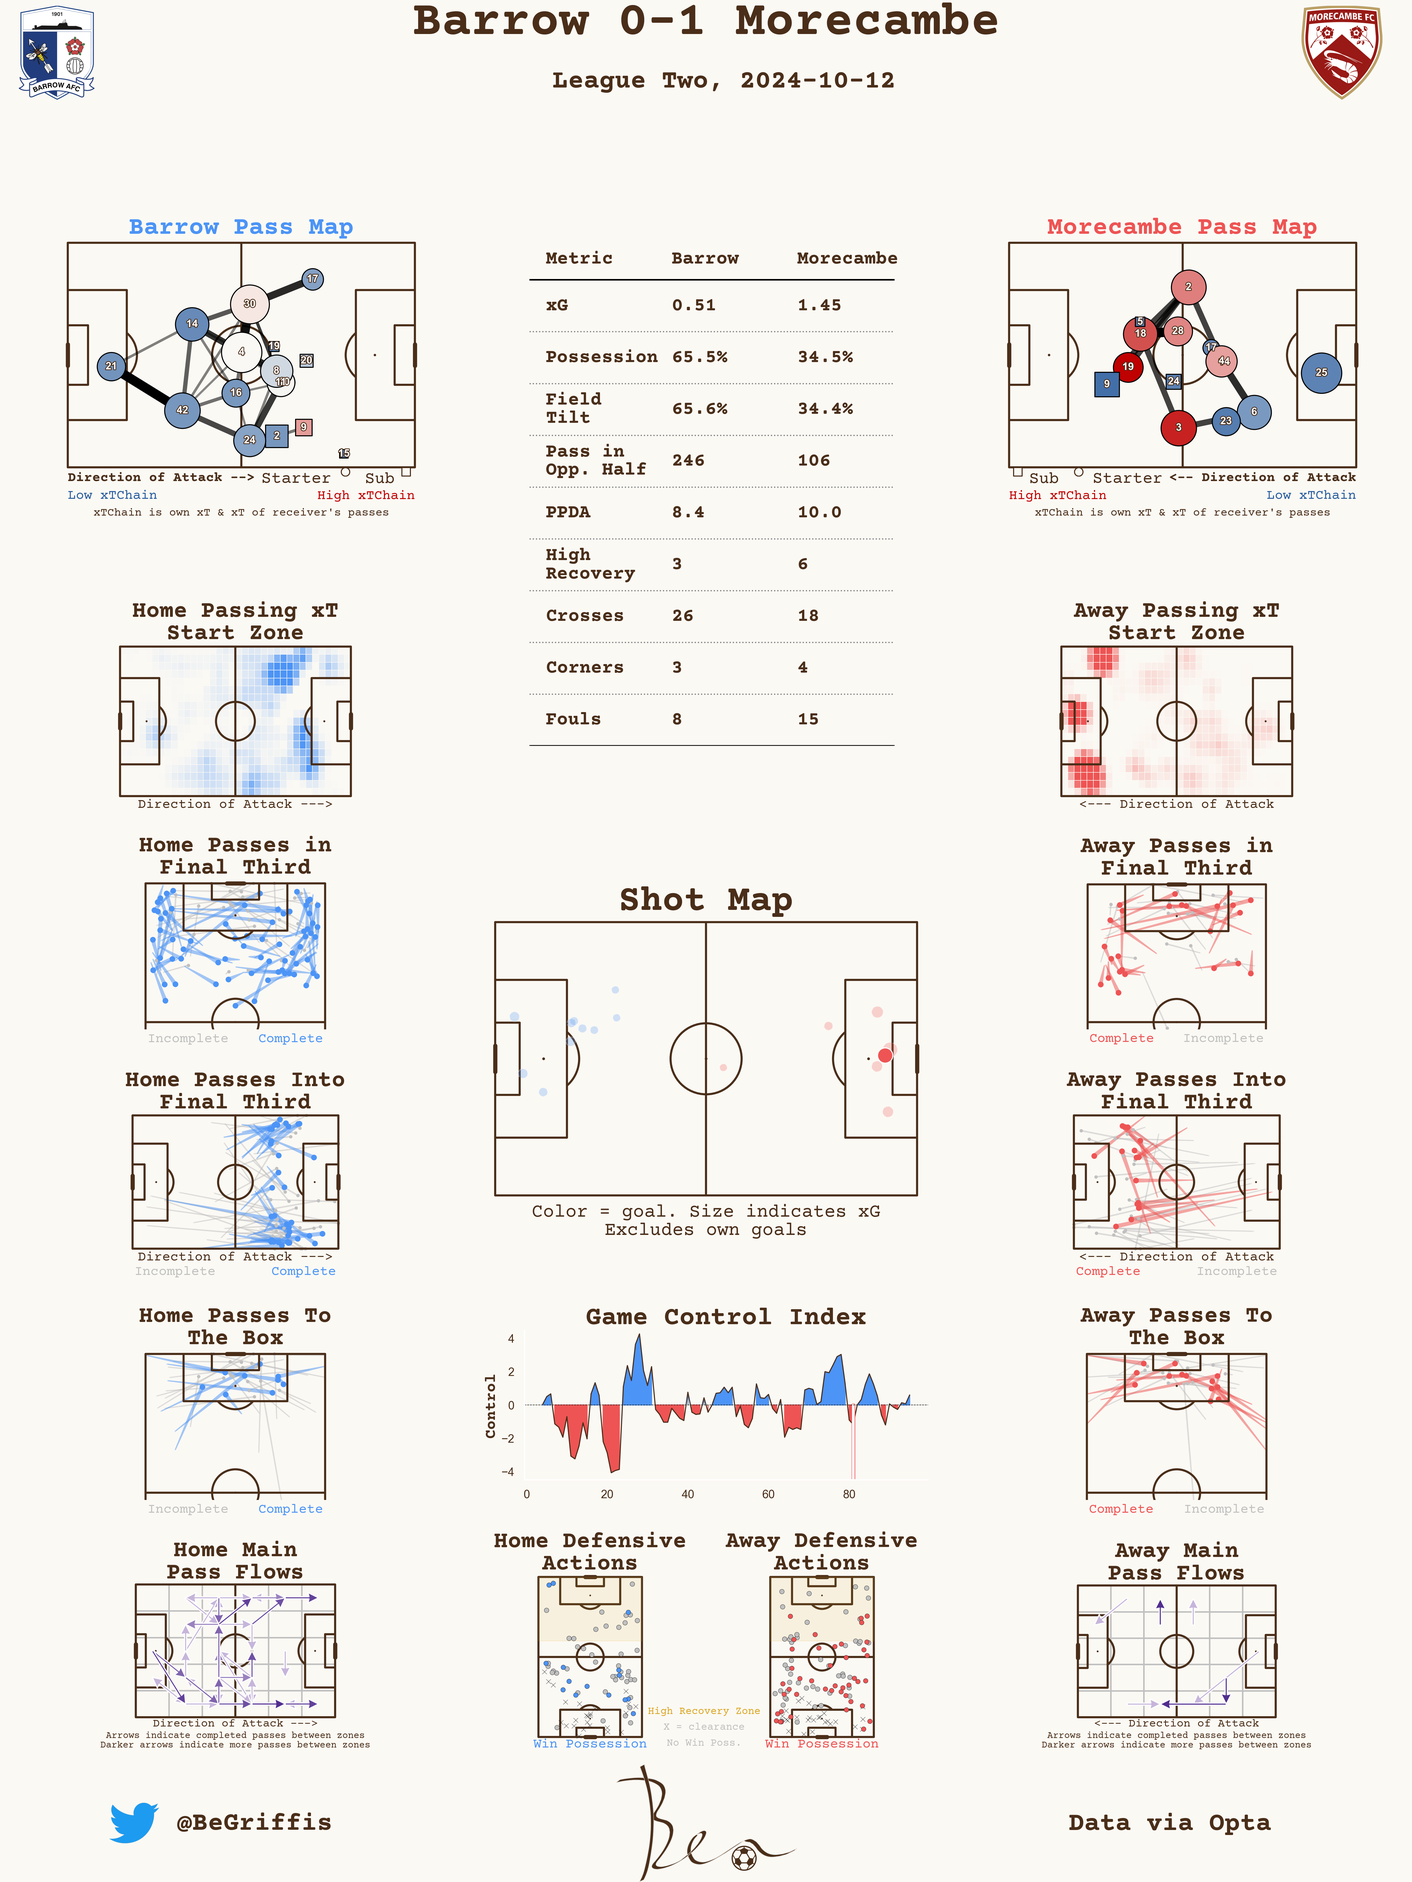 Barrow 0-1 Morecambe
League Two, 2024-10-12
1901
BARROW AFC
MORECAMBE FC
Barrow Pass Map
17
30
14
4
19
20
21
8
10
16
42
9
24
2
15
Direction of Attack --> Starter Sub
Low xTChain High xTChain
xTChain is own xT & xT of receiver's passes
Metric Barrow Morecambe
xG 0.51 1.45
Possession 65.5% 34.5%
Field
Tilt 65.6% 34.4%
Pass in
Opp. Half 246 106
PPDA 8.4 10.0
High
Recovery 3 6
Crosses 26 18
Corners 3 4
Fouls 8 15
Morecambe Pass Map
2
5
18
28
17
44
19
9
24
25
6
23
3
Sub Starter <-- Direction of Attack
High xTChain Low xTChain
xTChain is own xT & xT of receiver's passes
Home Passing xT
Start Zone
Direction of Attack --->
Away Passing xT
Start Zone
<--- Direction of Attack
Home Passes in
Final Third
Incomplete Complete
Away Passes in
Final Third
Complete Incomplete
Shot Map
Color = goal. Size indicates xG
Excludes own goals
Home Passes Into
Final Third
Direction of Attack --->
Incomplete Complete
Away Passes Into
Final Third
<--- Direction of Attack
Complete Incomplete
Home Passes To
The Box
Incomplete Complete
Game Control Index
Control
4
2
0
−2
−4
0 20 40 60 80
Away Passes To
The Box
Complete Incomplete
Home Main
Pass Flows
Direction of Attack --->
Arrows indicate completed passes between zones
Darker arrows indicate more passes between zones
Home Defensive
Actions
Win Possession
Away Defensive
Actions
Win Possession
High Recovery Zone
X = clearance
No Win Poss.
Away Main
Pass Flows
<--- Direction of Attack
Arrows indicate completed passes between zones
Darker arrows indicate more passes between zones
@BeGriffis
Ben
Data via Opta